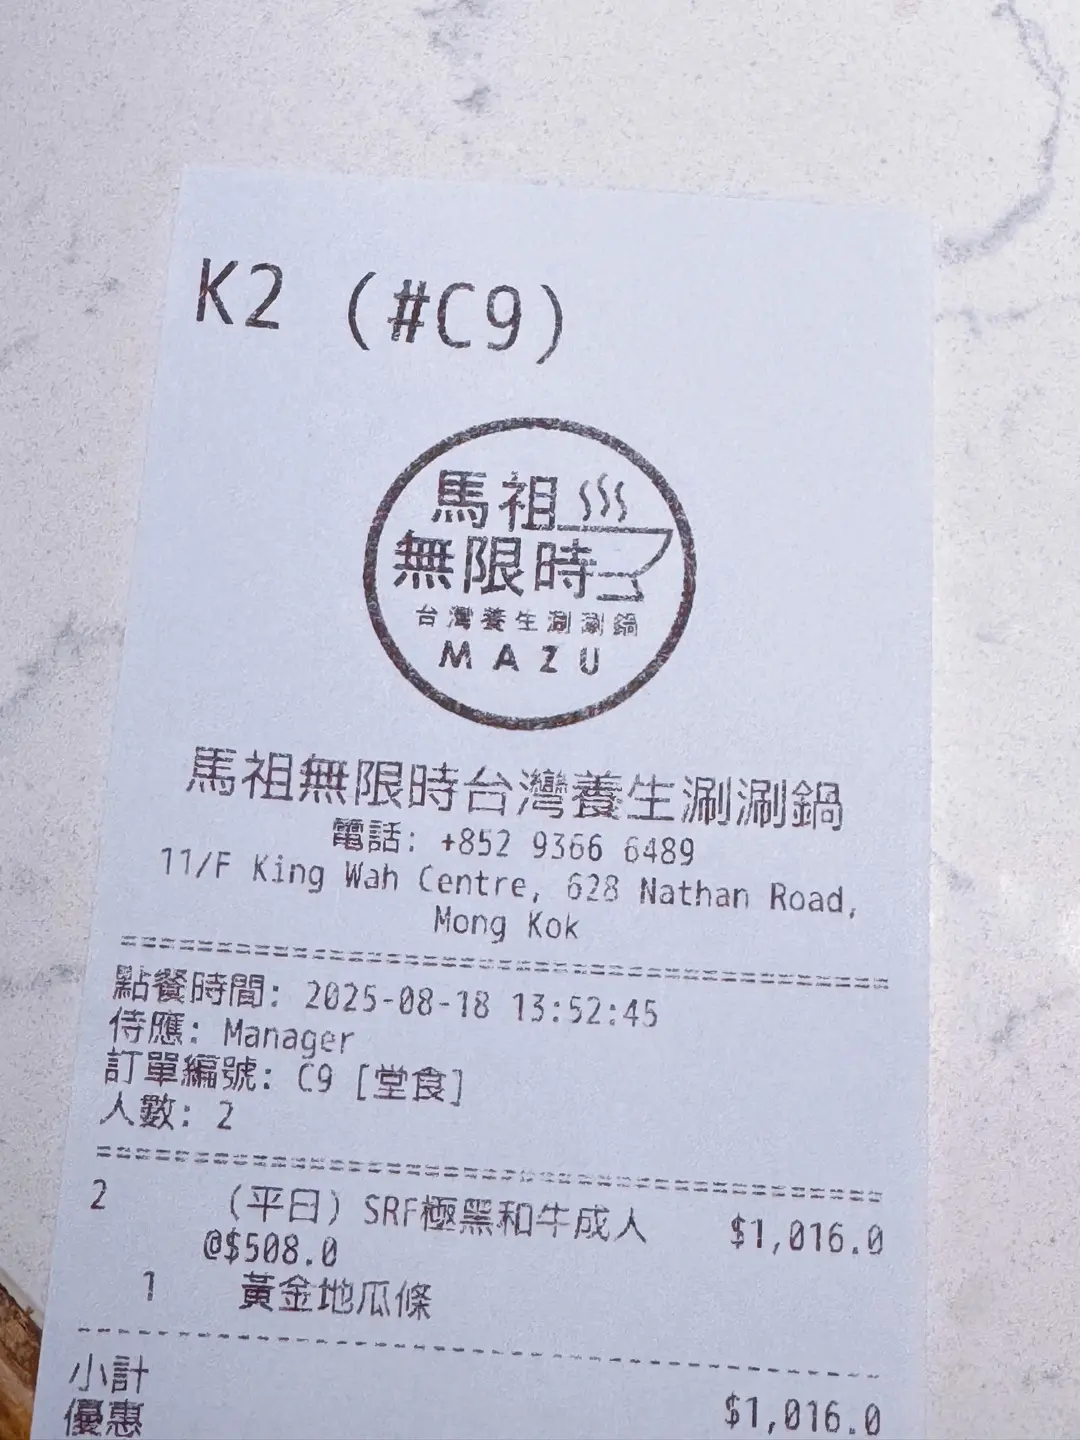 K2 (#C9)
馬祖
無限時
台灣養生涮涮鍋
MAZU
馬祖無限時台灣養生涮涮鍋
電話: +852 9366 6489
11/F King Wah Centre, 628 Nathan Road,
Mong Kok
點餐時間: 2025-08-18 13:52:45
侍應: Manager
訂單編號: C9 [堂食]
人數: 2
2 (平日) SRF極黑和牛成人 $1,016.0
@$508.0
1 黃金地瓜條
小計 $1,016.0
優惠